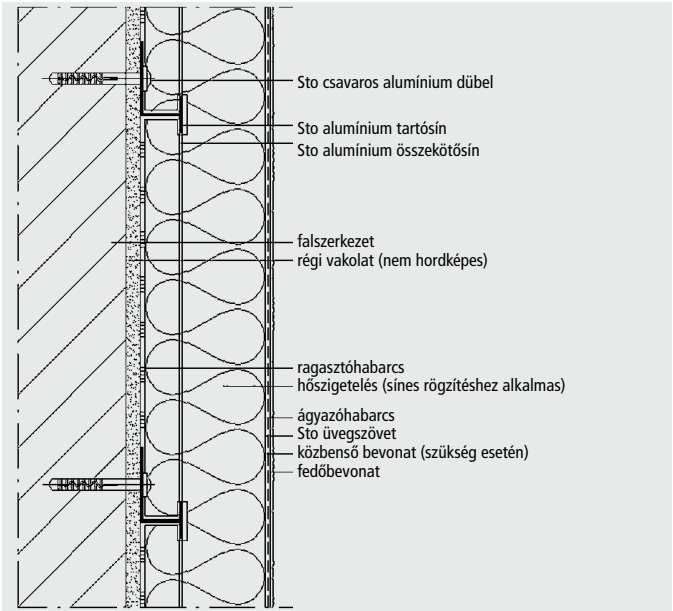 Sto csavaros alumínium dübel
Sto alumínium tartósín
Sto alumínium összekötősín
falszerkezet
régi vakolat (nem hordképes)
ragasztóhabarcs
hőszigetelés (sínes rögzítéshez alkalmas)
ágyazóhabarcs
Sto üvegszövet
közbenső bevonat (szükség esetén)
fedőbevonat